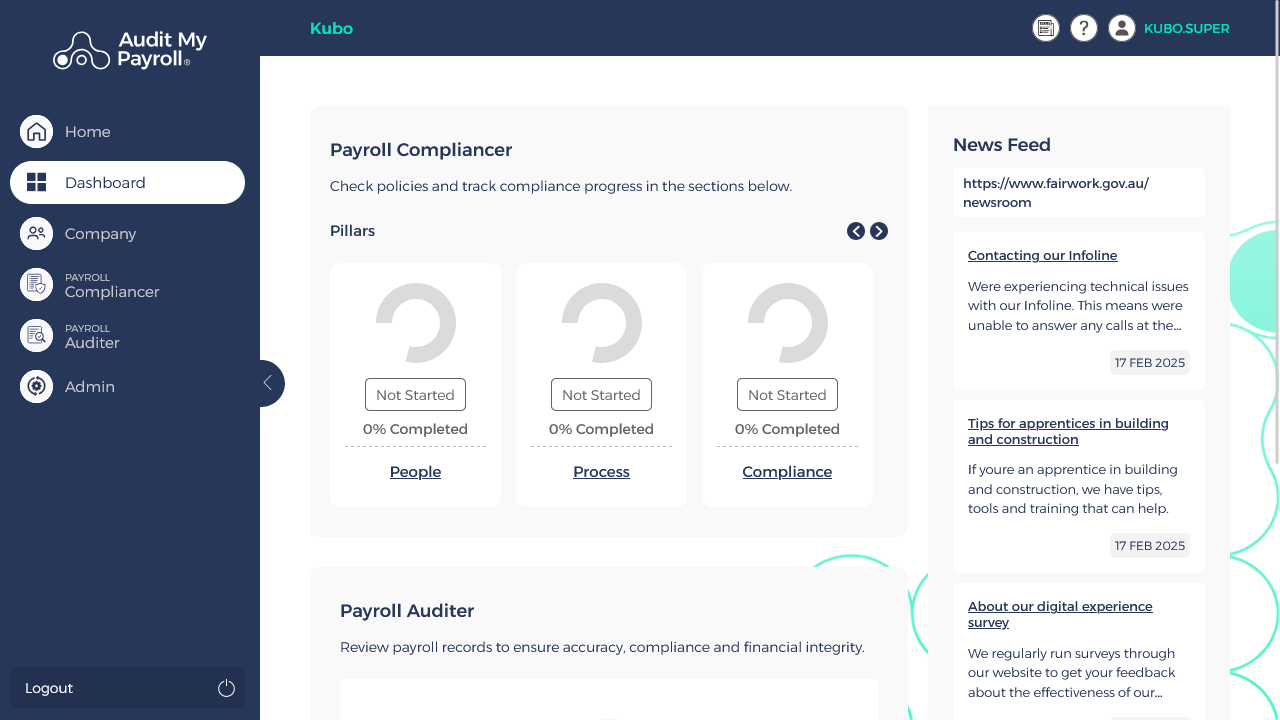 Audit My
Payroll®
Home
Dashboard
Company
PAYROLL
Compliancer
PAYROLL
Auditer
Admin
Logout
Kubo
KUBO.SUPER
Payroll Compliancer
Check policies and track compliance progress in the sections below.
Pillars
Not Started
0% Completed
People
Not Started
0% Completed
Process
Not Started
0% Completed
Compliance
Payroll Auditer
Review payroll records to ensure accuracy, compliance and financial integrity.
News Feed
https://www.fairwork.gov.au/
newsroom
Contacting our Infoline
Were experiencing technical issues
with our Infoline. This means were
unable to answer any calls at the...
17 FEB 2025
Tips for apprentices in building
and construction
If youre an apprentice in building
and construction, we have tips,
tools and training that can help.
17 FEB 2025
About our digital experience
survey
We regularly run surveys through
our website to get your feedback
about the effectiveness of our...